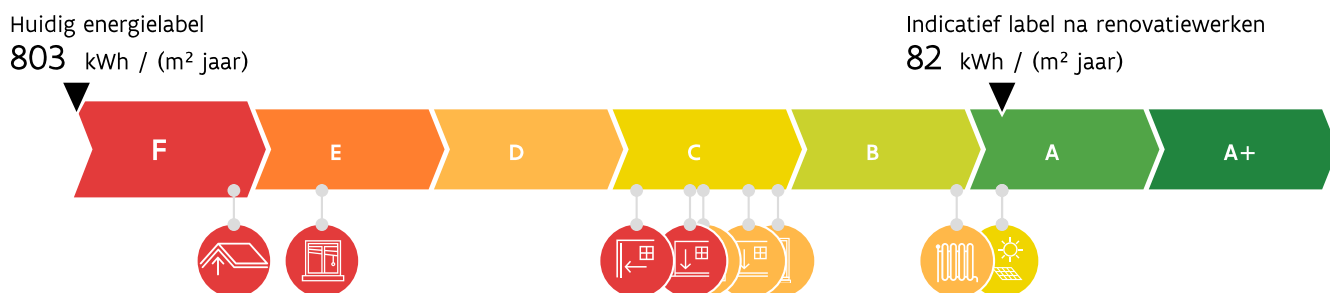 Huidig energielabel
803 kWh / (m² jaar)
Indicatief label na renovatiewerken
82 kWh / (m² jaar)
F E D C B A A+